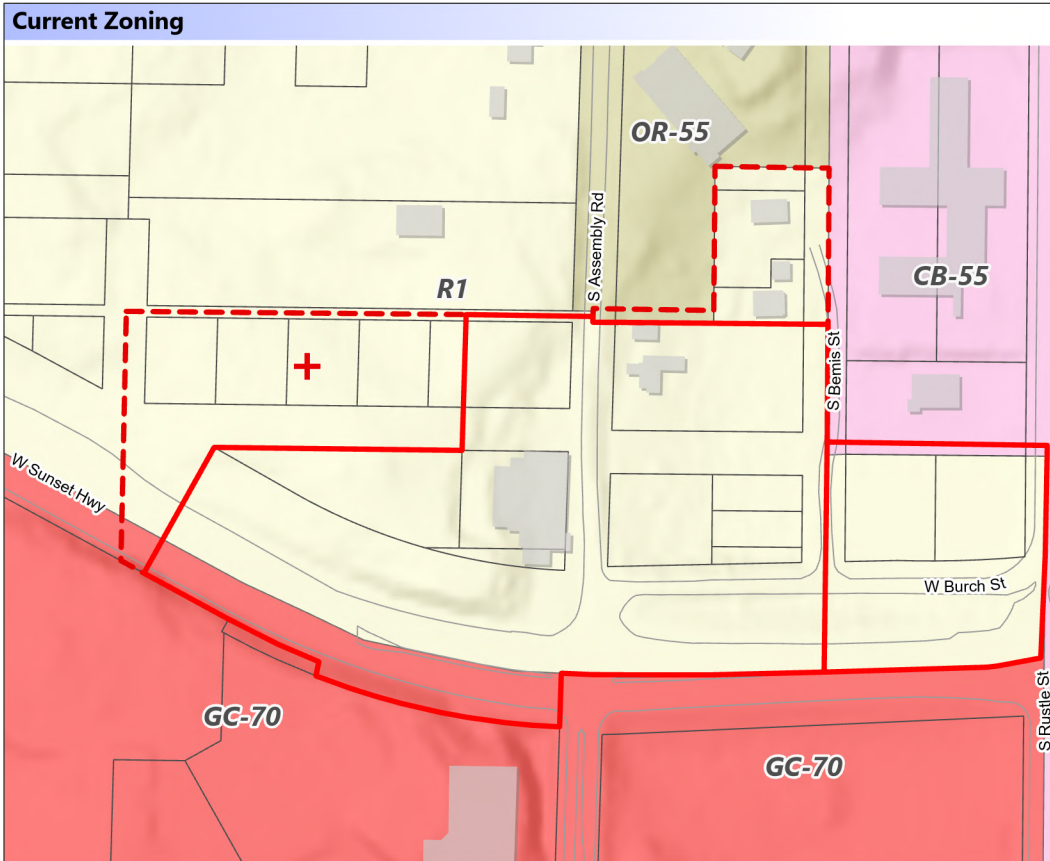 Current Zoning
OR-55
S Assembly Rd
CB-55
R1
S Bemis St
W Sunset Hwy
W Burch St
S Rustle St
GC-70
GC-70